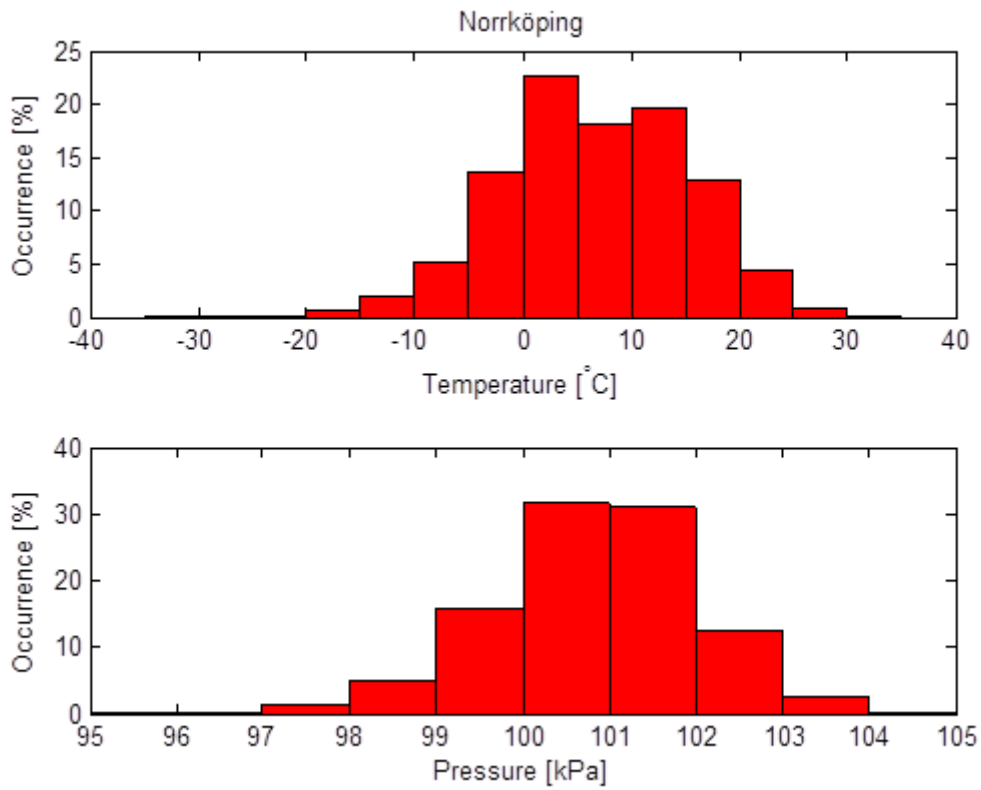 Norrköping
25
20
15
10
5
0
Occurrence [%]
-40 -30 -20 -10 0 10 20 30 40
Temperature [°C]
40
30
20
10
0
Occurrence [%]
95 96 97 98 99 100 101 102 103 104 105
Pressure [kPa]